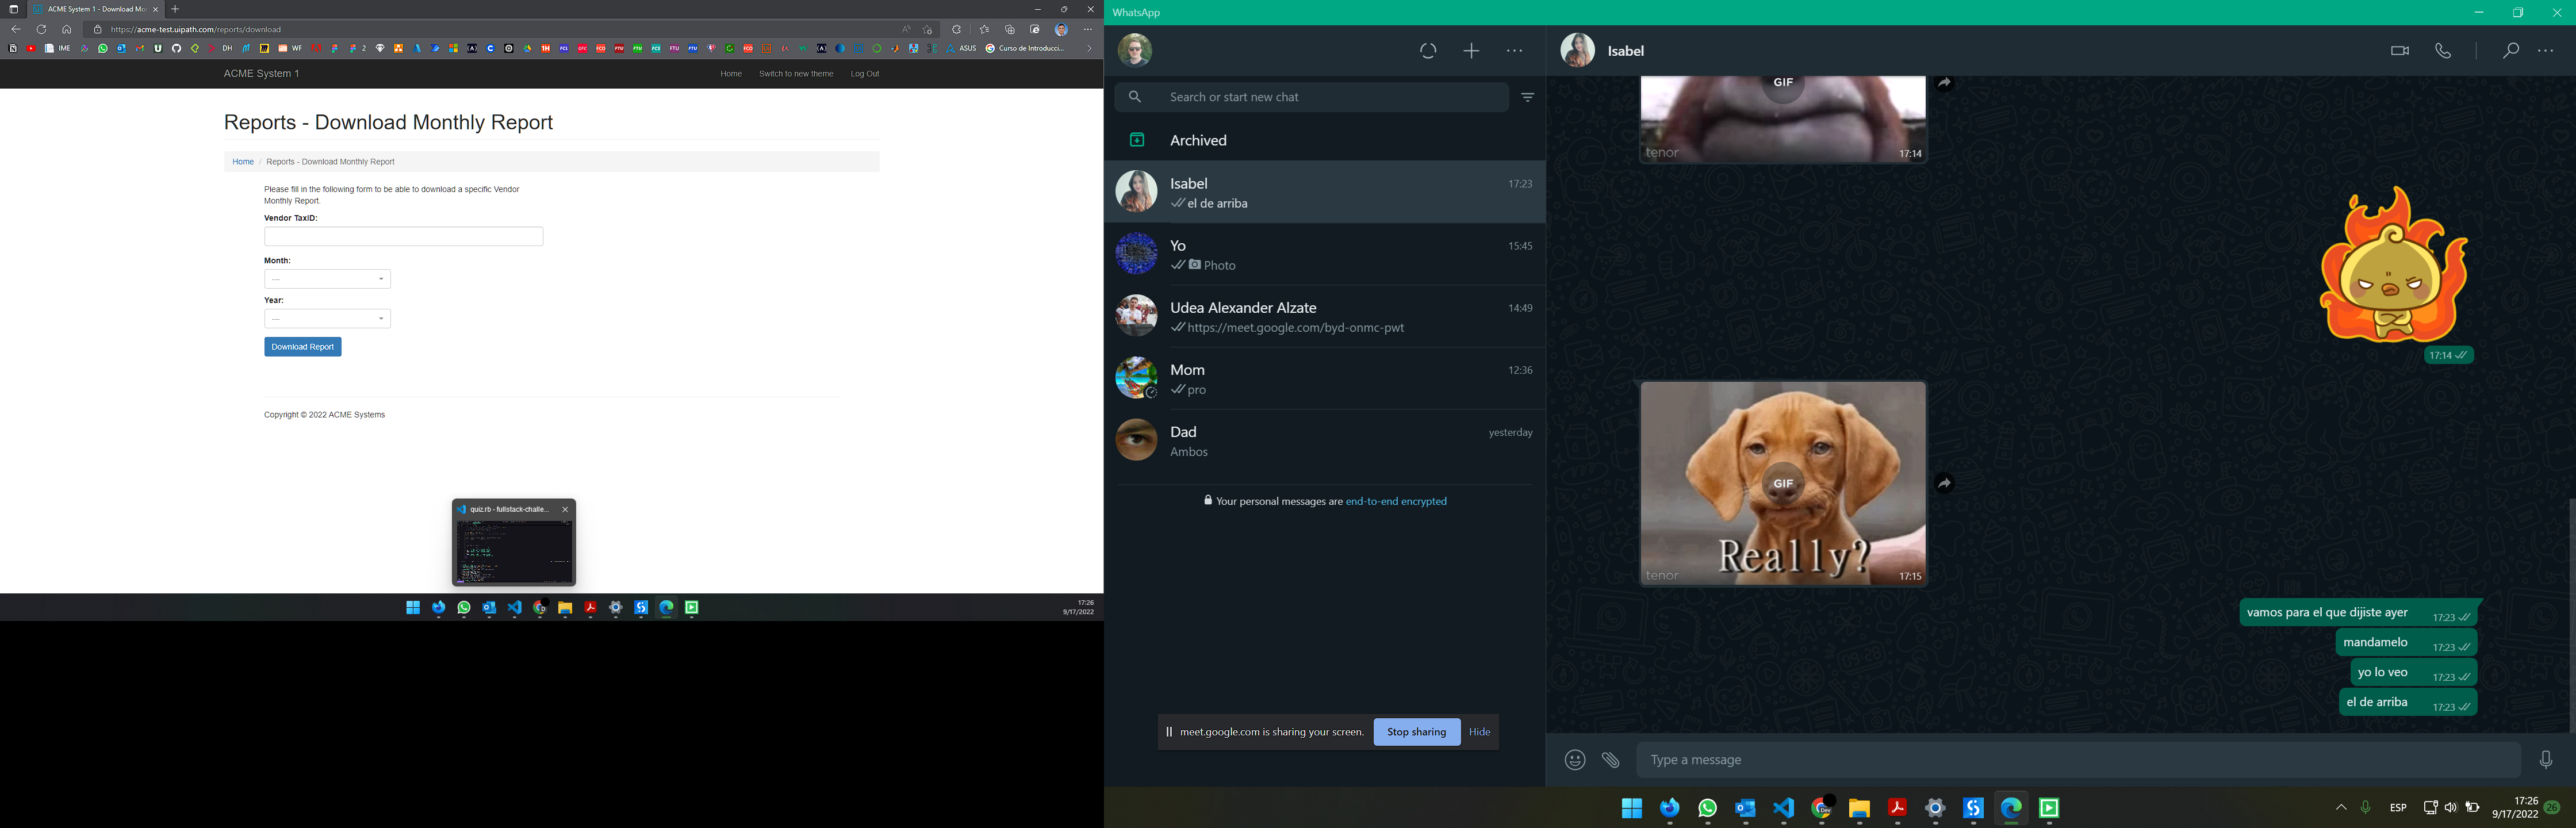 ACME System 1 - Download Mo
https://acme-test.uipath.com/reports/download
IME
WF
2
DH
ASUS
Curso de Introducci...
ACME System 1
Home
Switch to new theme
Log Out
Reports - Download Monthly Report
Home / Reports - Download Monthly Report
Please fill in the following form to be able to download a specific Vendor
Monthly Report.
Vendor TaxID:
Month:
---
Year:
---
Download Report
Copyright © 2022 ACME Systems
quiz.rb - fullstack-challe...
17:26
9/17/2022
WhatsApp
Search or start new chat
Archived
Isabel 17:23
el de arriba
Yo 15:45
Photo
Udea Alexander Alzate 14:49
https://meet.google.com/byd-onmc-pwt
Mom 12:36
pro
Dad yesterday
Ambos
Your personal messages are end-to-end encrypted
meet.google.com is sharing your screen. Stop sharing Hide
Isabel
GIF
tenor 17:14
17:14
GIF
Really?
tenor 17:15
vamos para el que dijiste ayer 17:23
mandamelo 17:23
yo lo veo 17:23
el de arriba 17:23
Type a message
Dev
ESP
17:26
9/17/2022
26